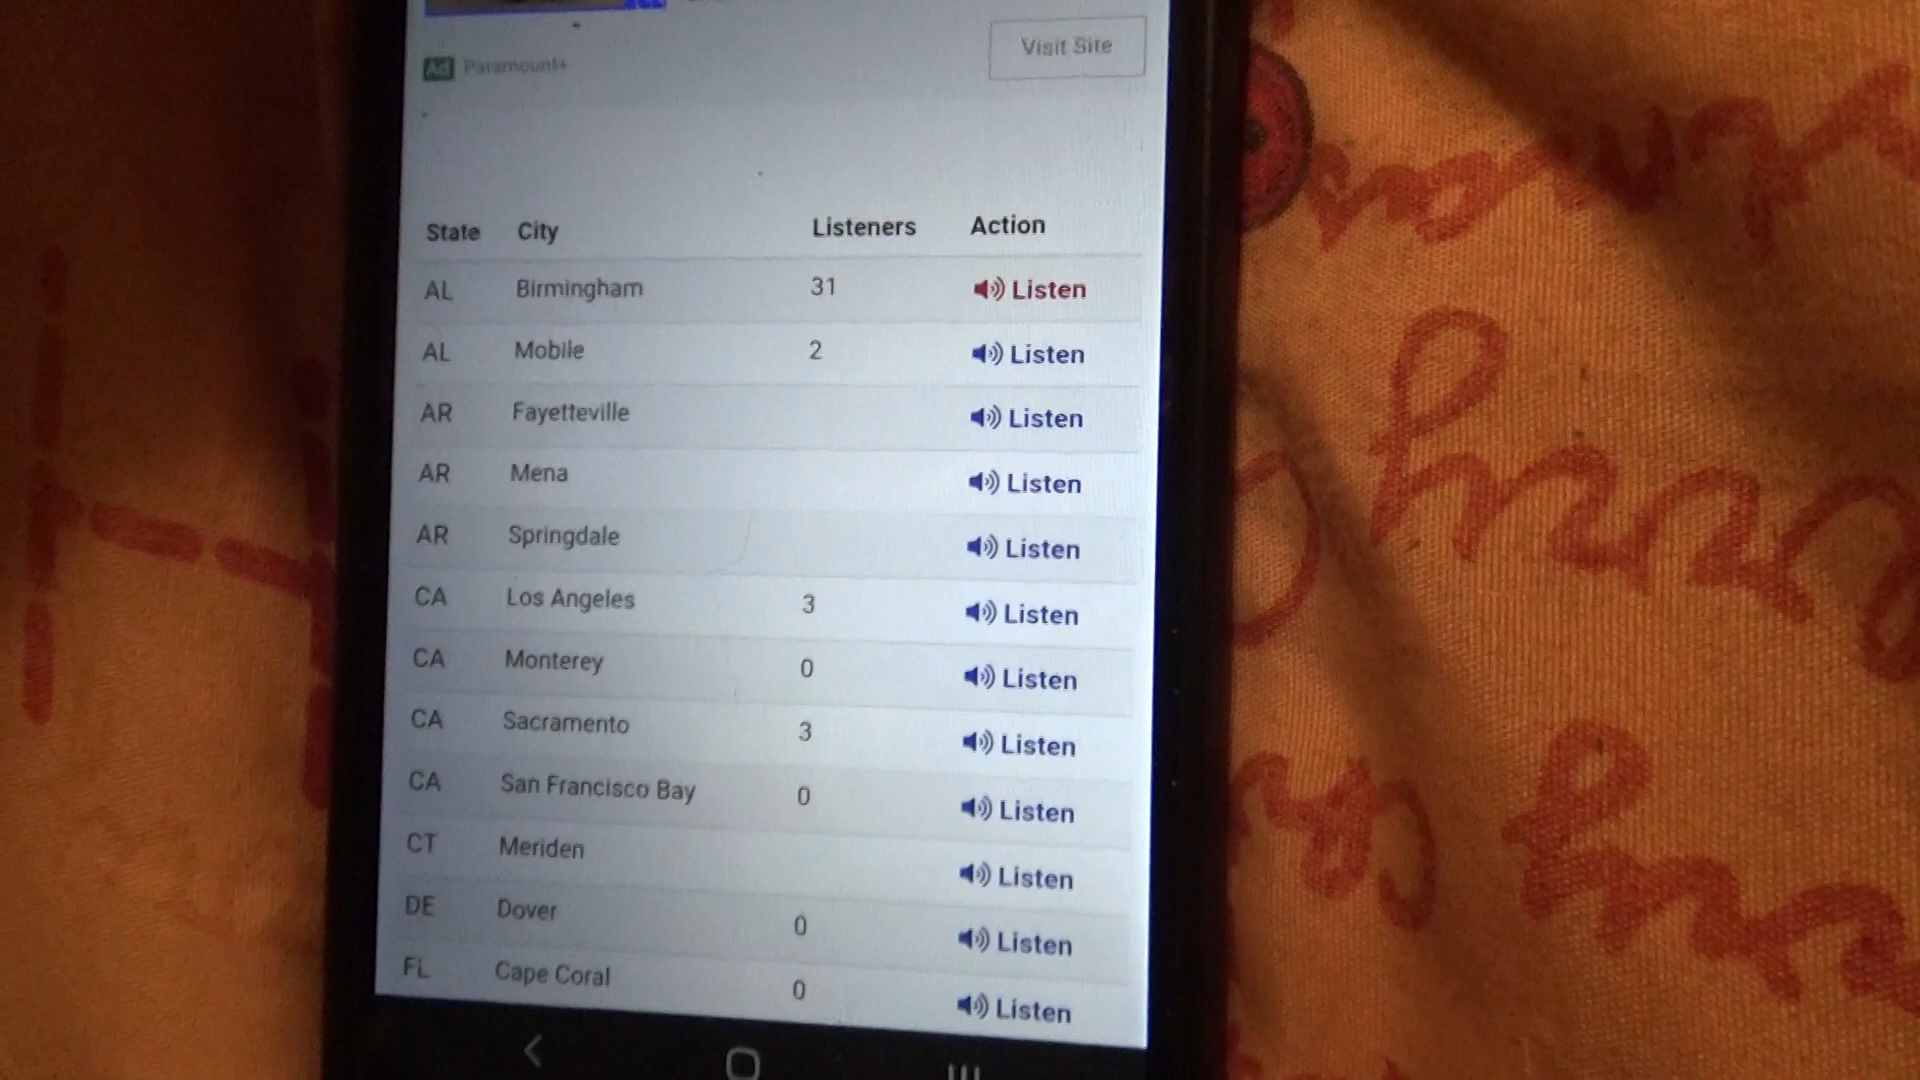 Visit Site
Ad Paramount+
State City Listeners Action
AL Birmingham 31 Listen
AL Mobile 2 Listen
AR Fayetteville Listen
AR Mena Listen
AR Springdale Listen
CA Los Angeles 3 Listen
CA Monterey 0 Listen
CA Sacramento 3 Listen
CA San Francisco Bay 0 Listen
CT Meriden Listen
DE Dover 0 Listen
FL Cape Coral 0 Listen